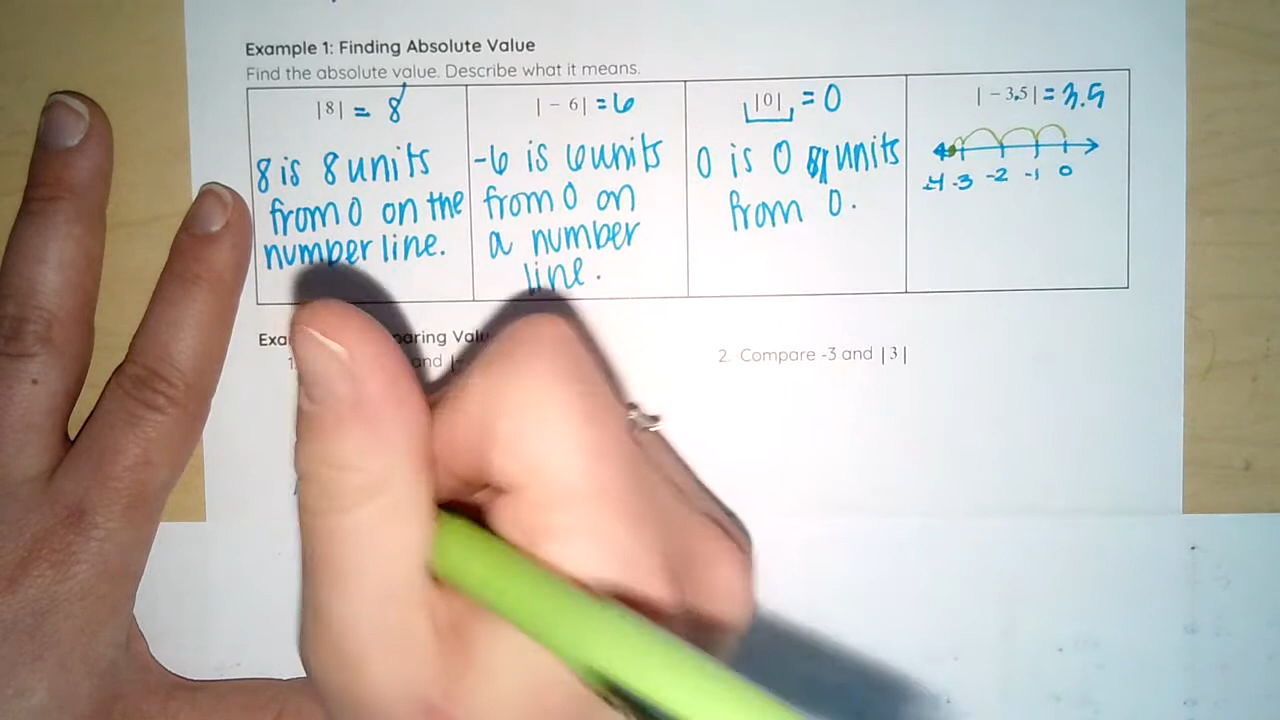 Example 1: Finding Absolute Value
Find the absolute value. Describe what it means.
|8| = 8
8 is 8 units
from 0 on the
number line.
| − 6| = 6
-6 is 6 units
from 0 on
a number
line.
|0| = 0
0 is 0 units
from 0.
| − 3.5| = 3.5
-4 -3 -2 -1 0
and
2. Compare -3 and |3|